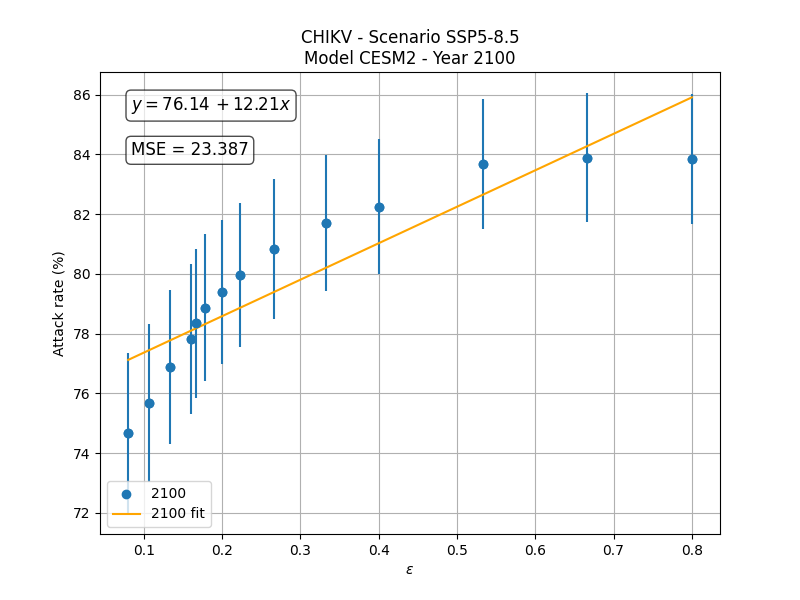 CHIKV - Scenario SSP5-8.5
Model CESM2 - Year 2100
y = 76.14 + 12.21x
MSE = 23.387
Attack rate (%)
86
84
82
80
78
76
74
72
2100
2100 fit
0.1 0.2 0.3 0.4 0.5 0.6 0.7 0.8
ε